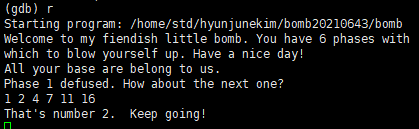 (gdb) r
Starting program: /home/std/hyunjunekim/bomb20210643/bomb
Welcome to my fiendish little bomb. You have 6 phases with
which to blow yourself up. Have a nice day!
All your base are belong to us.
Phase 1 defused. How about the next one?
1 2 4 7 11 16
That's number 2.  Keep going!